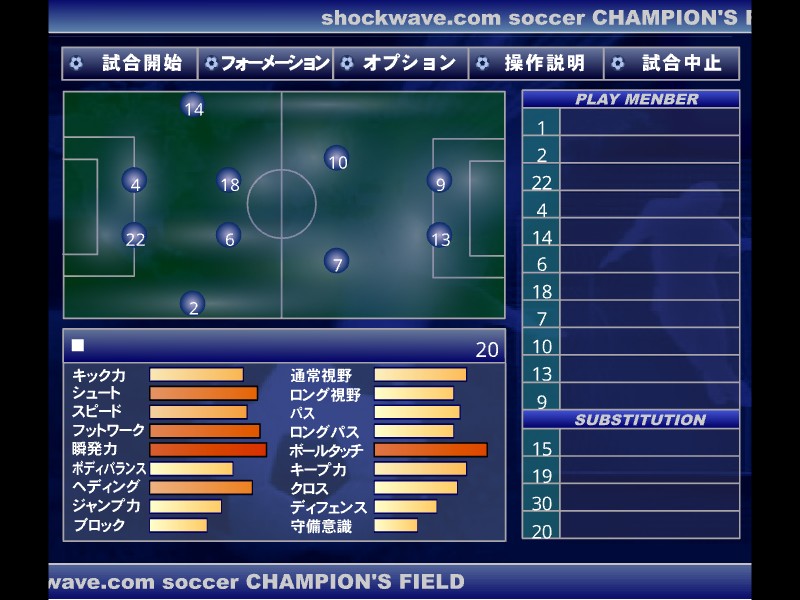 shockwave.com soccer CHAMPION'S F
試合開始 フォーメーション オプション 操作説明 試合中止
14
10
4 18 9
22 6 13
7
2
PLAY MENBER
1
2
22
4
14
6
18
7
10
13
9
SUBSTITUTION
15
19
30
20
20
キック力 通常視野
シュート ロング視野
スピード パス
フットワーク ロングパス
瞬発力 ボールタッチ
ボディバランス キープ力
ヘディング クロス
ジャンプ力 ディフェンス
ブロック 守備意識
wave.com soccer CHAMPION'S FIELD